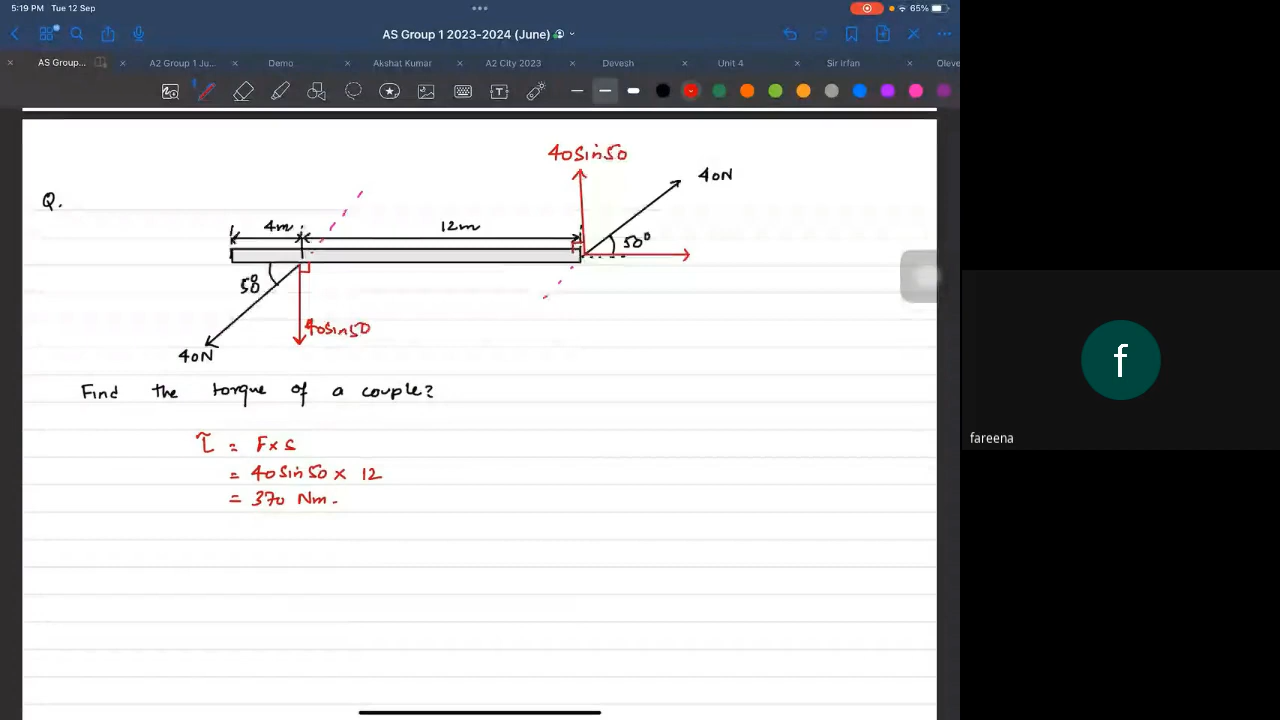 5:19 PM Tue 12 Sep
65%
AS Group 1 2023-2024 (June)
AS Group...
A2 Group 1 Ju...
Demo
Akshat Kumar
A2 City 2023
Devesh
Unit 4
Sir Irfan
Oleve
40sin50
40N
Q.
4m
12m
50°
50°
40sin50
40N
Find the torque of a couple?
τ = F×S
= 40sin50 × 12
= 370 Nm.
f
fareena